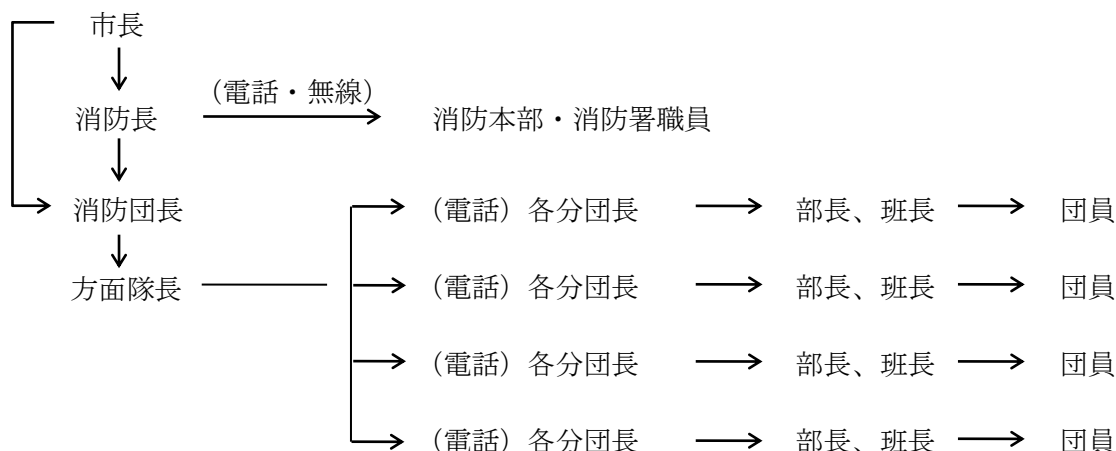 市長
(電話・無線)
消防長 消防本部・消防署職員
消防団長 (電話) 各分団長 部長、班長 団員
方面隊長 (電話) 各分団長 部長、班長 団員
(電話) 各分団長 部長、班長 団員
(電話) 各分団長 部長、班長 団員